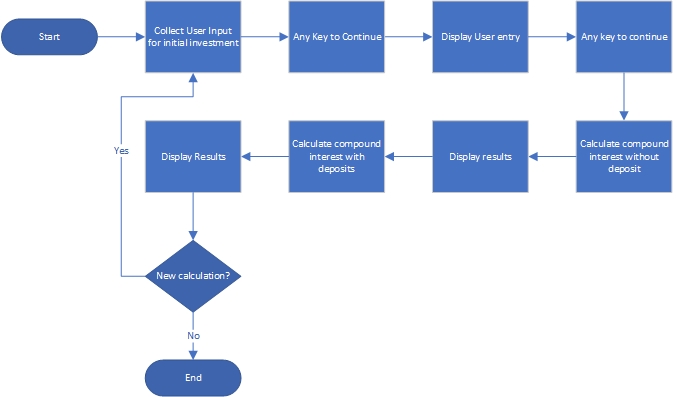 Start
Collect User Input
for initial investment
Any Key to Continue
Display User entry
Any key to continue
Calculate compound
interest without
deposit
Display results
Calculate compound
interest with
deposits
Display Results
New calculation?
Yes
No
End